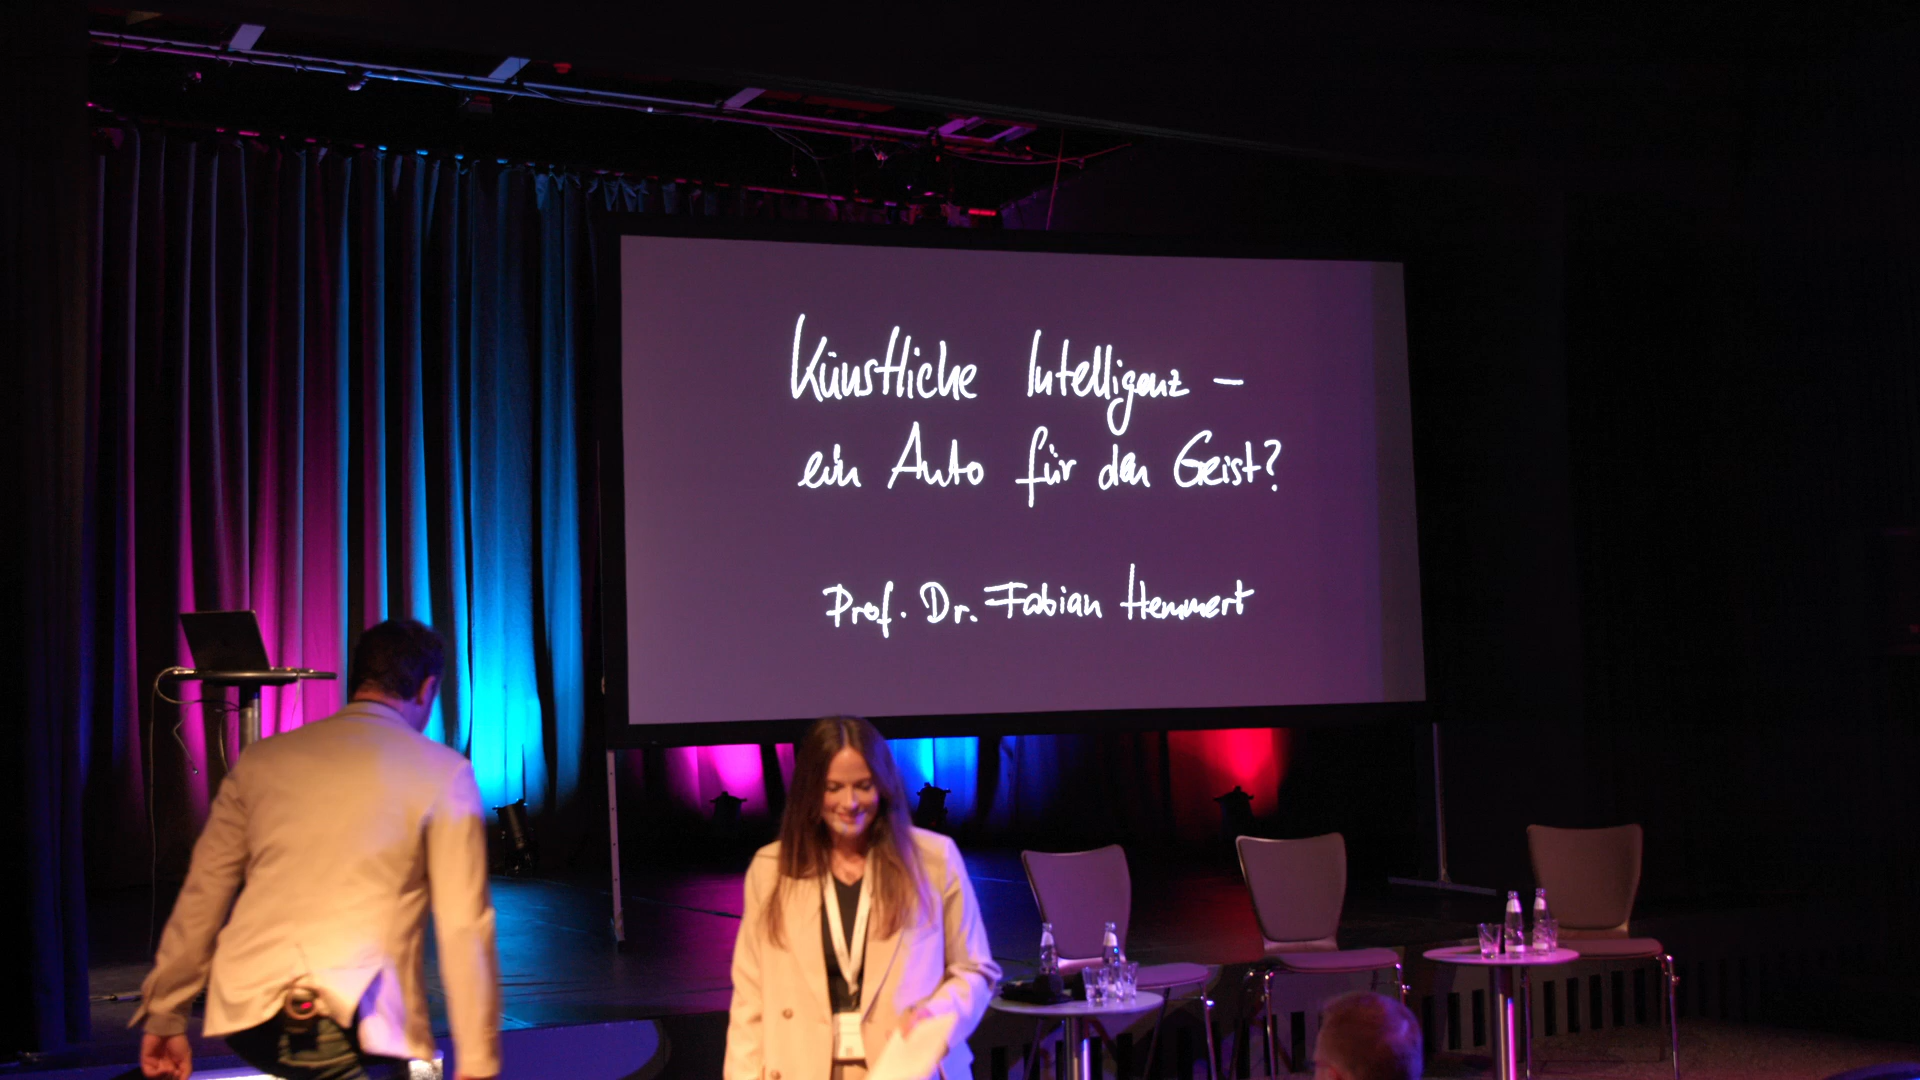 Künstliche Intelligenz –
ein Auto für den Geist?
Prof. Dr. Fabian Hemmert